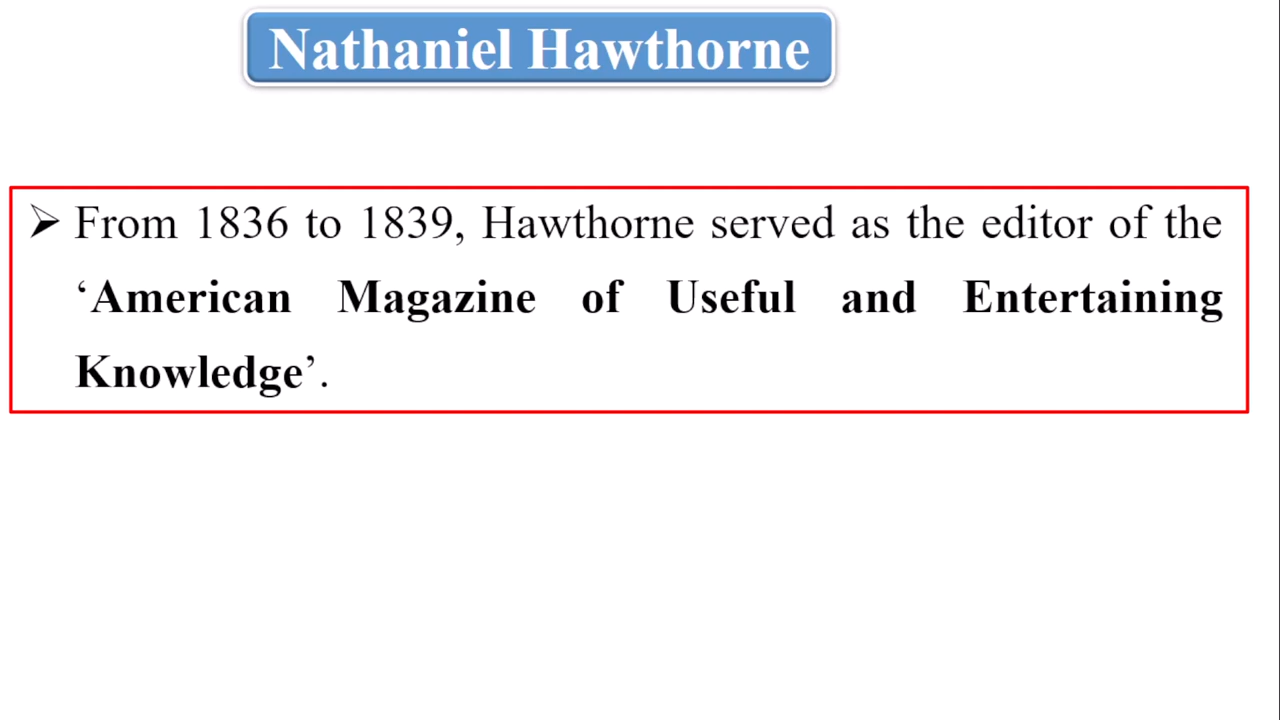 Nathaniel Hawthorne
➢ From 1836 to 1839, Hawthorne served as the editor of the
‘American Magazine of Useful and Entertaining
Knowledge’.